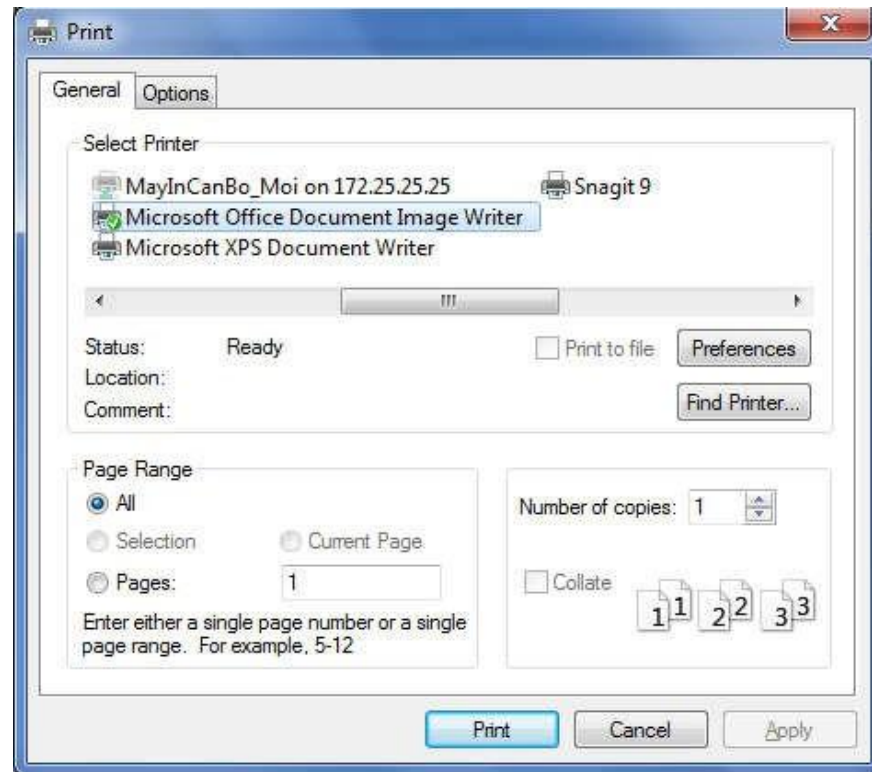 Print
General Options
Select Printer
MayInCanBo_Moi on 172.25.25.25 Snagit 9
Microsoft Office Document Image Writer
Microsoft XPS Document Writer
Status: Ready Print to file Preferences
Location:
Comment: Find Printer...
Page Range
All
Selection Current Page
Pages: 1
Enter either a single page number or a single
page range. For example, 5-12
Number of copies: 1
Collate
1 1 2 2 3 3
Print Cancel Apply